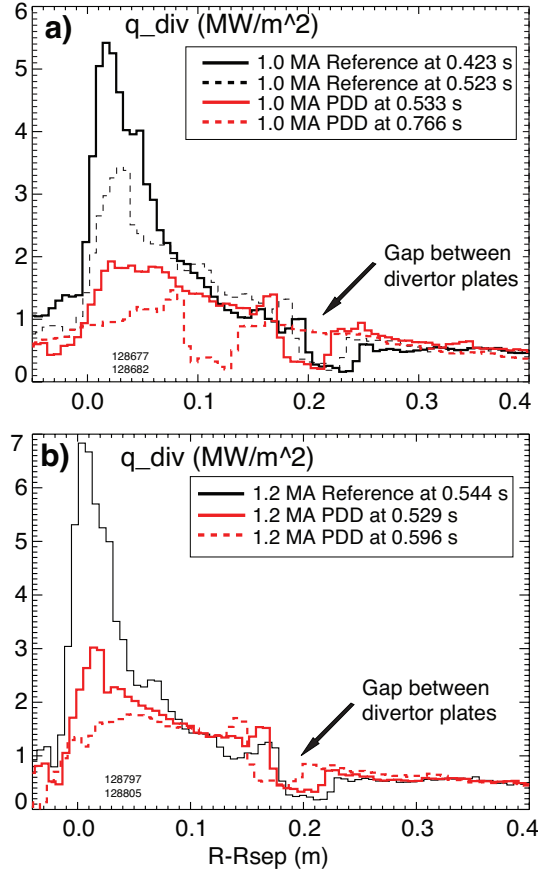 a)
q_div (MW/m^2)
6
5
4
3
2
1
0
1.0 MA Reference at 0.423 s
1.0 MA Reference at 0.523 s
1.0 MA PDD at 0.533 s
1.0 MA PDD at 0.766 s
Gap between
divertor plates
128677
128682
0.0 0.1 0.2 0.3 0.4
b)
q_div (MW/m^2)
7
6
5
4
3
2
1
0
1.2 MA Reference at 0.544 s
1.2 MA PDD at 0.529 s
1.2 MA PDD at 0.596 s
Gap between
divertor plates
128797
128805
0.0 0.1 0.2 0.3 0.4
R-Rsep (m)